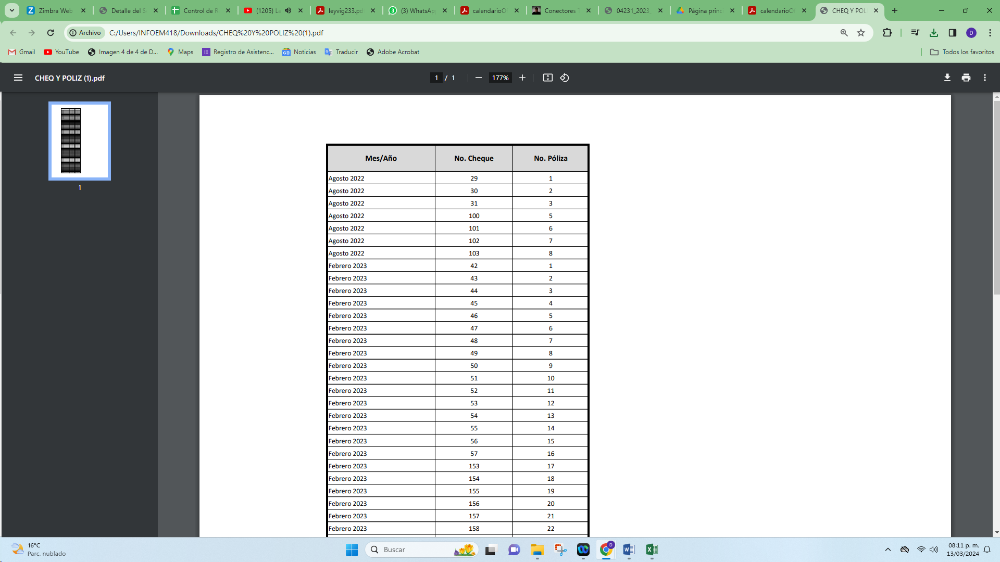 Zimbra Web
Detalle del S
Control de R
(1205) La
leyvig233.pd
(3) WhatsAp
calendarioOf
Conectores T
04231_2023_
Página princi
calendarioOf
CHEQ Y POL
Archivo C:/Users/INFOEM418/Downloads/CHEQ%20Y%20POLIZ%20(1).pdf
Gmail YouTube Imagen 4 de 4 de D... Maps Registro de Asistenc... Noticias Traducir Adobe Acrobat Todos los favoritos
CHEQ Y POLIZ (1).pdf 1 / 1 177%
1
Mes/Año No. Cheque No. Póliza
Agosto 2022 29 1
Agosto 2022 30 2
Agosto 2022 31 3
Agosto 2022 100 5
Agosto 2022 101 6
Agosto 2022 102 7
Agosto 2022 103 8
Febrero 2023 42 1
Febrero 2023 43 2
Febrero 2023 44 3
Febrero 2023 45 4
Febrero 2023 46 5
Febrero 2023 47 6
Febrero 2023 48 7
Febrero 2023 49 8
Febrero 2023 50 9
Febrero 2023 51 10
Febrero 2023 52 11
Febrero 2023 53 12
Febrero 2023 54 13
Febrero 2023 55 14
Febrero 2023 56 15
Febrero 2023 57 16
Febrero 2023 153 17
Febrero 2023 154 18
Febrero 2023 155 19
Febrero 2023 156 20
Febrero 2023 157 21
Febrero 2023 158 22
16°C
Parc. nublado
Buscar
08:11 p. m.
13/03/2024